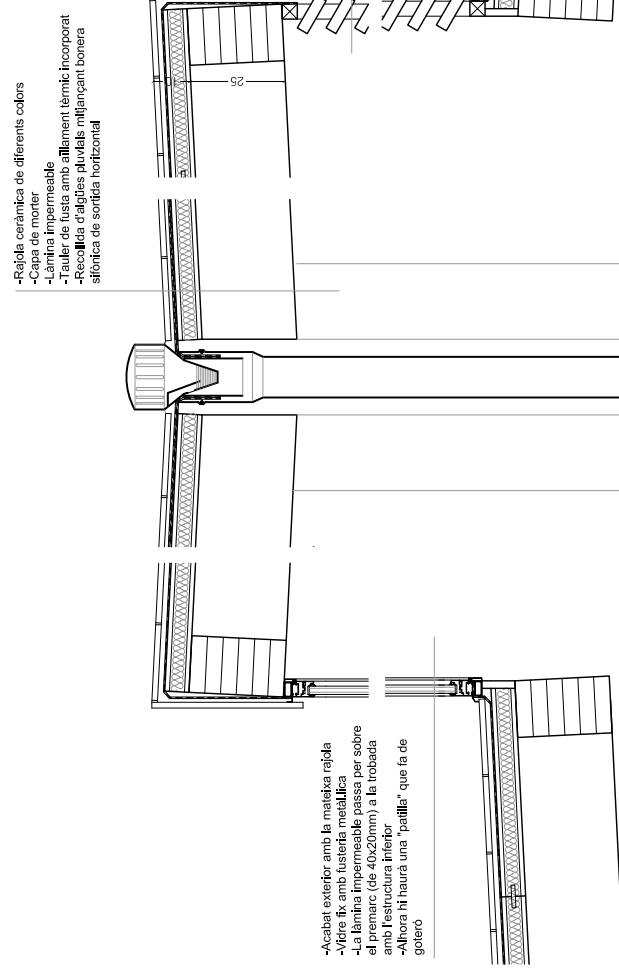 -Rajola ceràmica de diferents colors
-Capa de morter
-Làmina impermeable
-Tauler de fusta amb aïllament tèrmic incorporat
-Recollida d'aigües pluvials mitjançant bonera
sifònica de sortida horitzontal
10
25
-Acabat exterior amb la mateixa rajola
-Vidre fix amb fusteria metàl.lica
-La làmina impermeable passa per sobre
el premarc (de 40x20mm) a la trobada
amb l'estructura inferior
-Alhora hi haurà una "patilla" que fa de
goteró